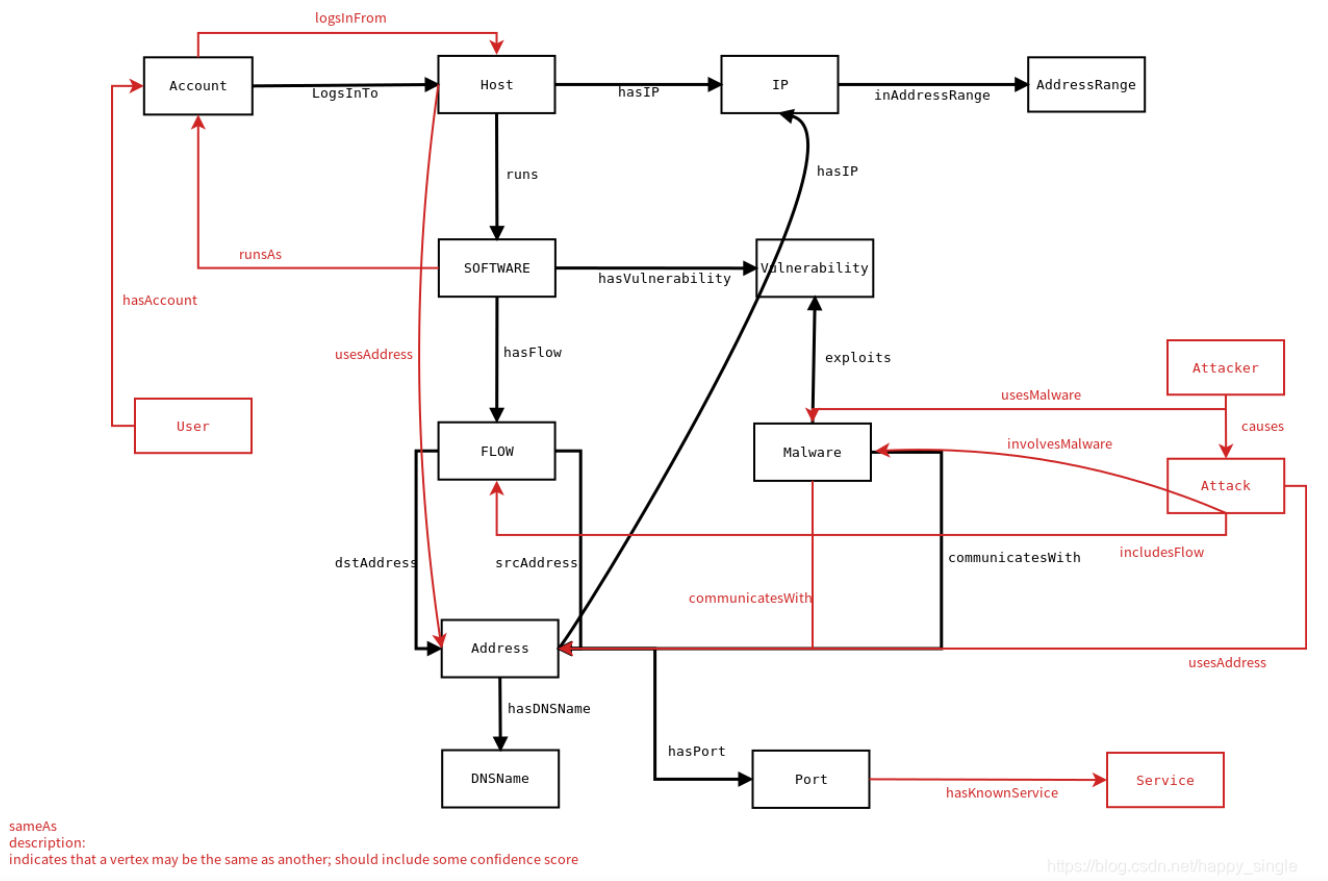 logsInFrom
Account
LogsInTo
Host
hasIP
IP
inAddressRange
AddressRange
runs
hasIP
runsAs
SOFTWARE
hasVulnerability
Vulnerability
hasAccount
usesAddress
hasFlow
exploits
Attacker
usesMalware
causes
User
involvesMalware
FLOW
Malware
Attack
includesFlow
dstAddress
srcAddress
communicatesWith
communicatesWith
Address
usesAddress
hasDNSName
hasPort
DNSName
Port
hasKnownService
Service
sameAs
description:
indicates that a vertex may be the same as another; should include some confidence score
https://blog.csdn.net/happy_single